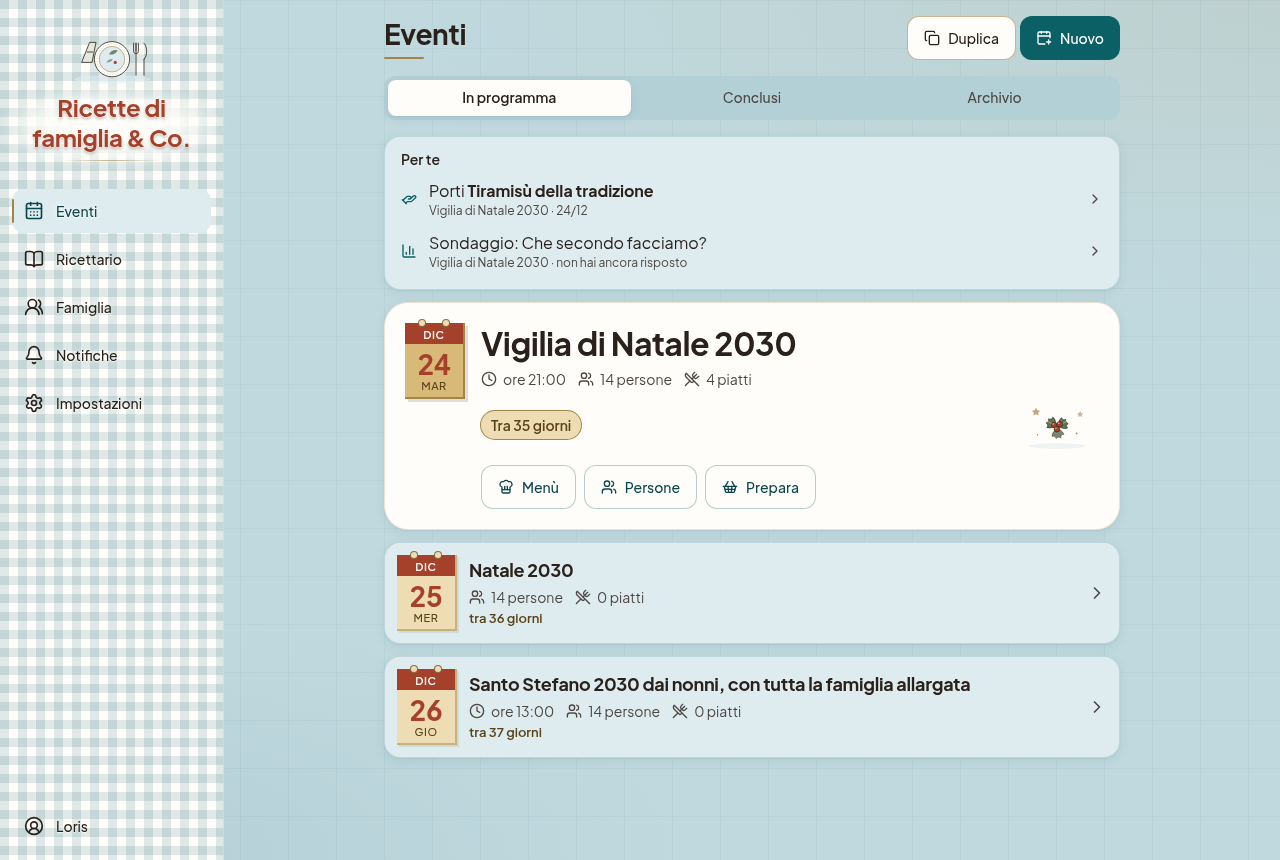 Ricette di
famiglia & Co.
Eventi
Ricettario
Famiglia
Notifiche
Impostazioni
Loris
Eventi
Duplica
Nuovo
In programma
Conclusi
Archivio
Per te
Porti Tiramisù della tradizione
Vigilia di Natale 2030 · 24/12
Sondaggio: Che secondo facciamo?
Vigilia di Natale 2030 · non hai ancora risposto
DIC
24
MAR
Vigilia di Natale 2030
ore 21:00 14 persone 4 piatti
Tra 35 giorni
Menù
Persone
Prepara
DIC
25
MER
Natale 2030
14 persone 0 piatti
tra 36 giorni
DIC
26
GIO
Santo Stefano 2030 dai nonni, con tutta la famiglia allargata
ore 13:00 14 persone 0 piatti
tra 37 giorni